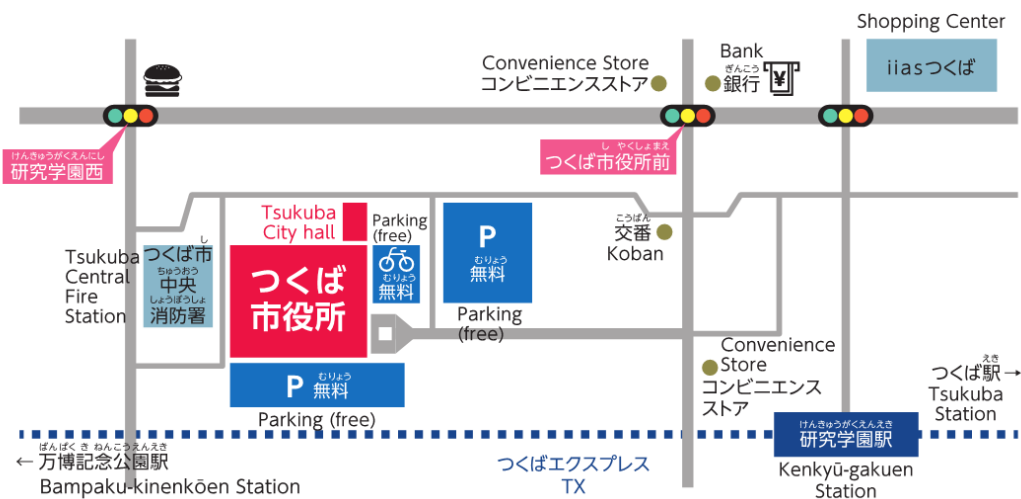 Shopping Center
iiasつくば
Bank
ぎんこう
銀行
¥
Convenience Store
コンビニエンスストア
けんきゅうがくえんにし
研究学園西
し やくしょまえ
つくば市役所前
Tsukuba
City hall
つくば
市役所
Parking
(free)
むりょう
無料
P
むりょう
無料
Parking
(free)
こうばん
交番
Koban
Tsukuba
Central
Fire
Station
し
つくば市
ちゅうおう
中央
しょうぼうしょ
消防署
P
むりょう
無料
Parking (free)
Convenience
Store
コンビニエンス
ストア
えき
つくば駅→
Tsukuba
Station
けんきゅうがくえんえき
研究学園駅
Kenkyū-gakuen
Station
ばんぱく き ねんこうえんえき
←万博記念公園駅
Bampaku-kinenkōen Station
つくばエクスプレス
TX